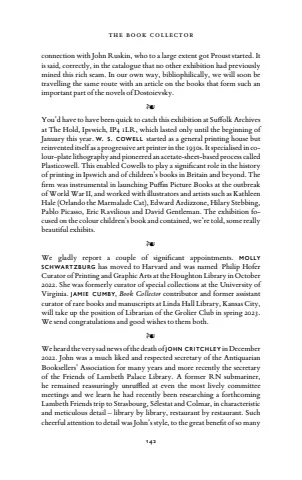 THE BOOK COLLECTOR
connection with John Ruskin, who to a large extent got Proust started. It
is said, correctly, in the catalogue that no other exhibition had previously
mined this rich seam. In our own way, bibliophilically, we will soon be
travelling the same route with an article on the books that form such an
important part of the novels of Dostoevsky.
❧
You’d have to have been quick to catch this exhibition at Suffolk Archives
at The Hold, Ipswich, IP4 1LR, which lasted only until the beginning of
January this year. W. S. COWELL started as a general printing house but
reinvented itself as a progressive art printer in the 1930s. It specialised in co-
lour-plate lithography and pioneered an acetate-sheet-based process called
Plasticowell. This enabled Cowells to play a significant role in the history
of printing in Ipswich and of children’s books in Britain and beyond. The
firm was instrumental in launching Puffin Picture Books at the outbreak
of World War II, and worked with illustrators and artists such as Kathleen
Hale (Orlando the Marmalade Cat), Edward Ardizzone, Hilary Stebbing,
Pablo Picasso, Eric Ravilious and David Gentleman. The exhibition fo-
cused on the colour children’s book and contained, we’re told, some really
beautiful exhibits.
❧
We gladly report a couple of significant appointments. MOLLY
SCHWARTZBURG has moved to Harvard and was named Philip Hofer
Curator of Printing and Graphic Arts at the Houghton Library in October
2022. She was formerly curator of special collections at the University of
Virginia. JAMIE CUMBY, Book Collector contributor and former assistant
curator of rare books and manuscripts at Linda Hall Library, Kansas City,
will take up the position of Librarian of the Grolier Club in spring 2023.
We send congratulations and good wishes to them both.
❧
We heard the very sad news of the death of JOHN CRITCHLEY in December
2022. John was a much liked and respected secretary of the Antiquarian
Booksellers’ Association for many years and more recently the secretary
of the Friends of Lambeth Palace Library. A former RN submariner,
he remained reassuringly unruffled at even the most lively committee
meetings and we learn he had recently been researching a forthcoming
Lambeth Friends trip to Strasbourg, Sélestat and Colmar, in characteristic
and meticulous detail – library by library, restaurant by restaurant. Such
cheerful attention to detail was John’s style, to the great benefit of so many
142